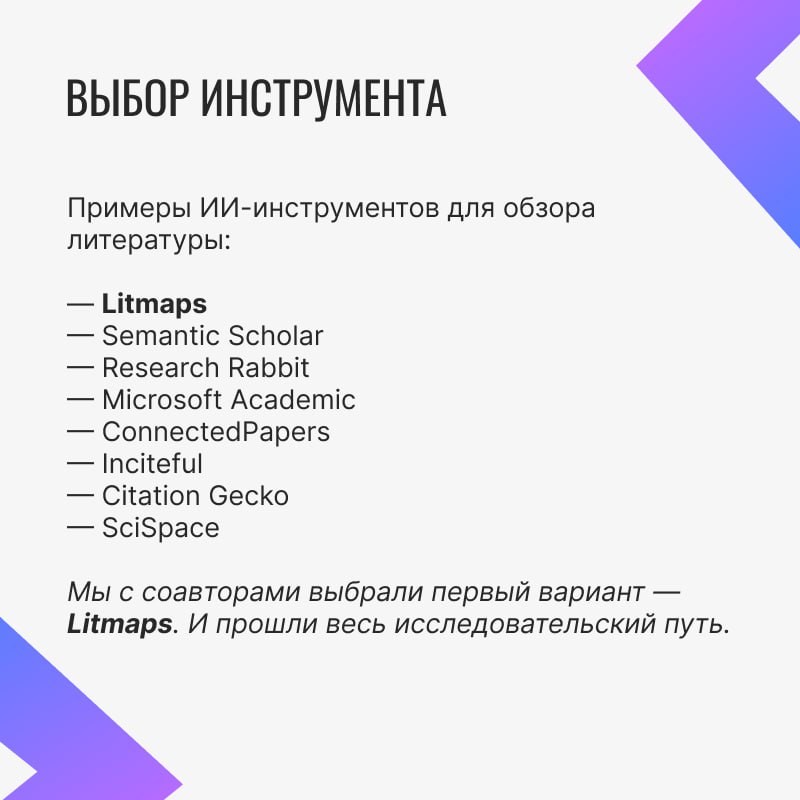 ВЫБОР ИНСТРУМЕНТА
Примеры ИИ-инструментов для обзора
литературы:
— Litmaps
— Semantic Scholar
— Research Rabbit
— Microsoft Academic
— ConnectedPapers
— Inciteful
— Citation Gecko
— SciSpace
Мы с соавторами выбрали первый вариант —
Litmaps. И прошли весь исследовательский путь.